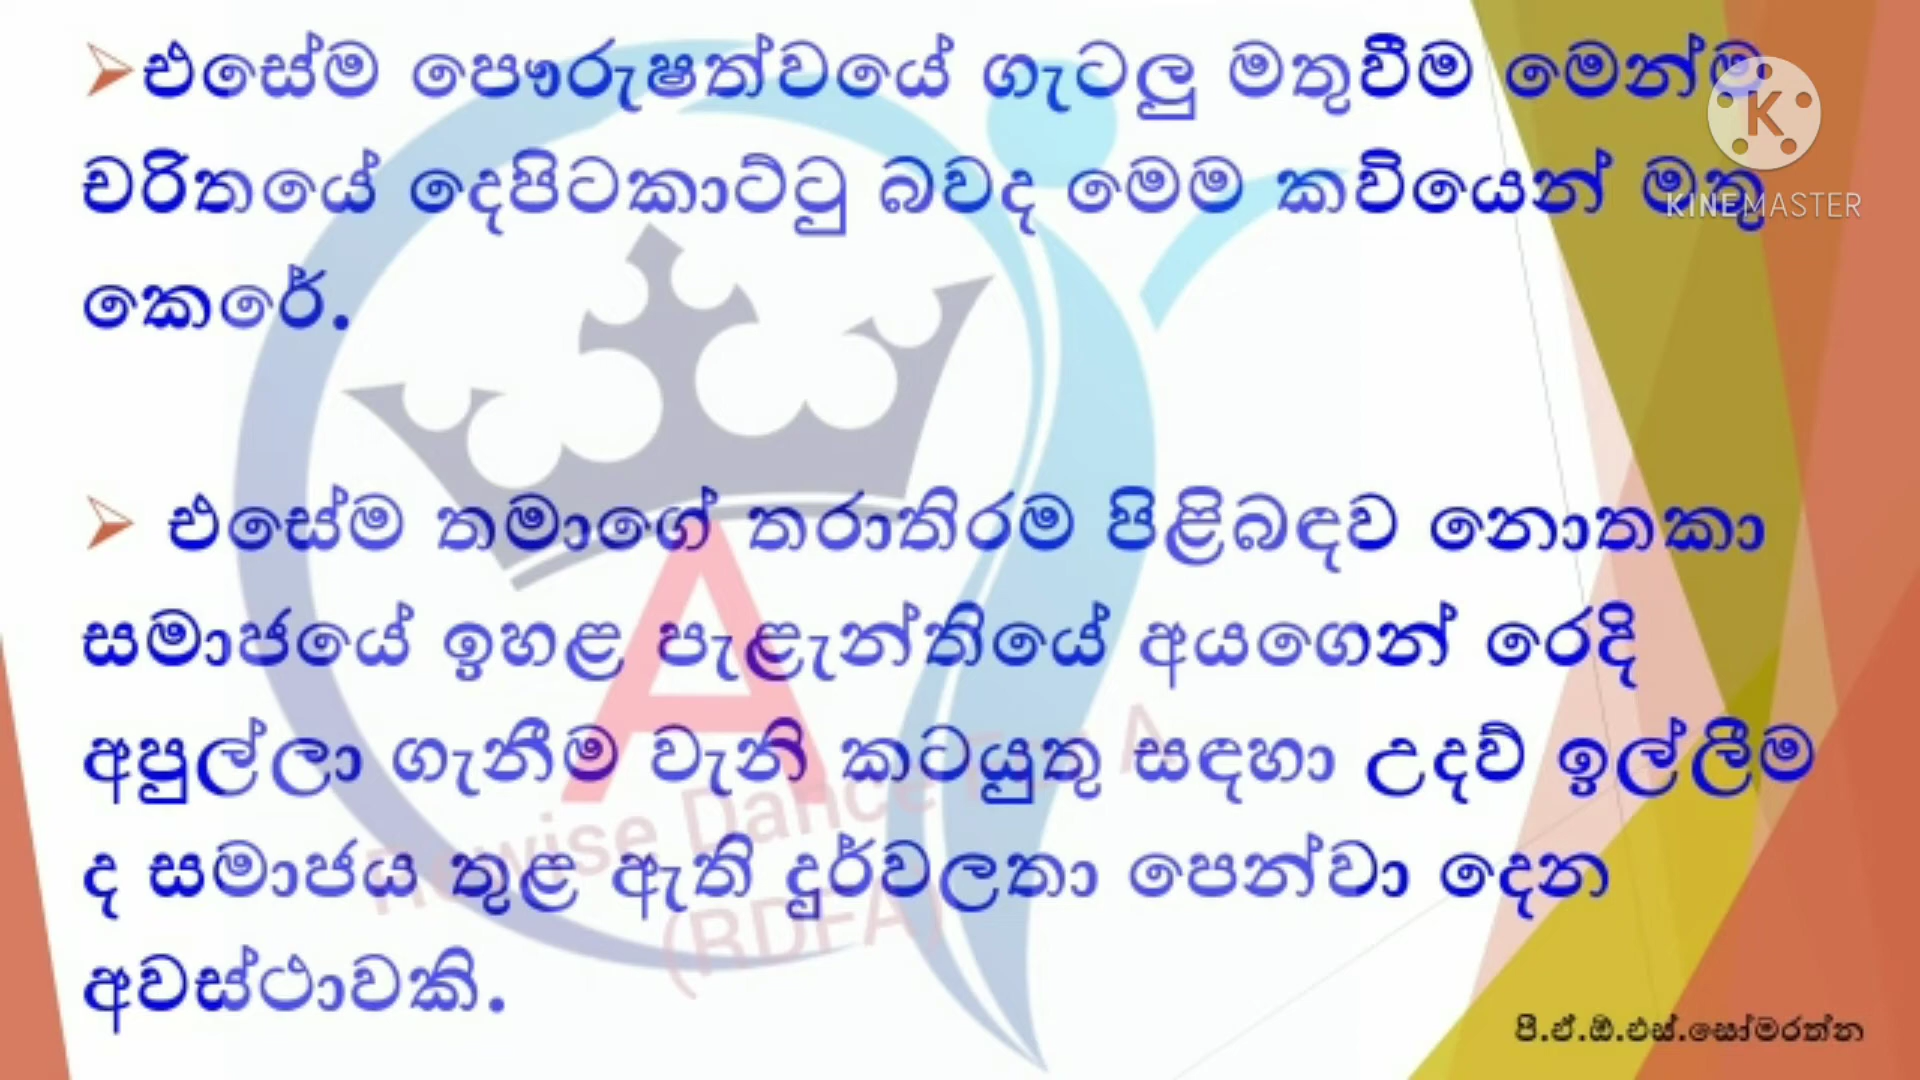 එසේම පෞරුෂත්වයේ ගැටලු මතුවීම මෙන්ම
චරිතයේ දෙපිටකාට්ටු බවද මෙම කවියෙන් මතු
කෙරේ.
එසේම තමාගේ තරාතිරම පිළිබඳව නොතකා
සමාජයේ ඉහළ පැළැන්තියේ අයගෙන් රෙදි
අපුල්ලා ගැනීම වැනි කටයුතු සඳහා උදව් ඉල්ලීම
ද සමාජය තුළ ඇති දුර්වලතා පෙන්වා දෙන
අවස්ථාවකි.
K
KINEMASTER
A
(RDFA)
පී.ඒ.ඕ.එස්.සෝමරත්න